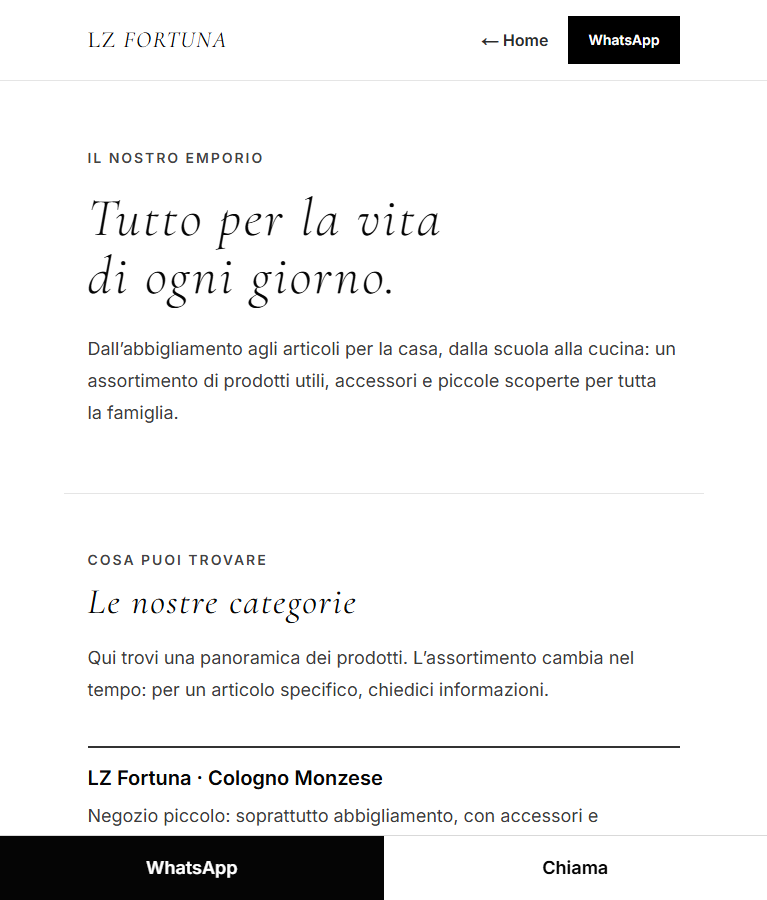 LZ FORTUNA
← Home
WhatsApp
IL NOSTRO EMPORIO
Tutto per la vita
di ogni giorno.
Dall’abbigliamento agli articoli per la casa, dalla scuola alla cucina: un
assortimento di prodotti utili, accessori e piccole scoperte per tutta
la famiglia.
COSA PUOI TROVARE
Le nostre categorie
Qui trovi una panoramica dei prodotti. L’assortimento cambia nel
tempo: per un articolo specifico, chiedici informazioni.
LZ Fortuna · Cologno Monzese
Negozio piccolo: soprattutto abbigliamento, con accessori e
WhatsApp
Chiama